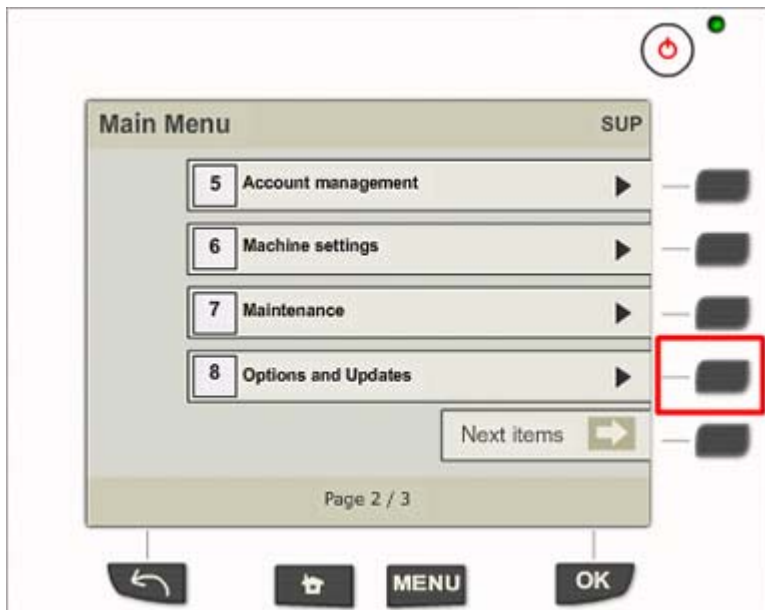 Main Menu SUP
5 Account management
6 Machine settings
7 Maintenance
8 Options and Updates
Next items
Page 2 / 3
MENU OK